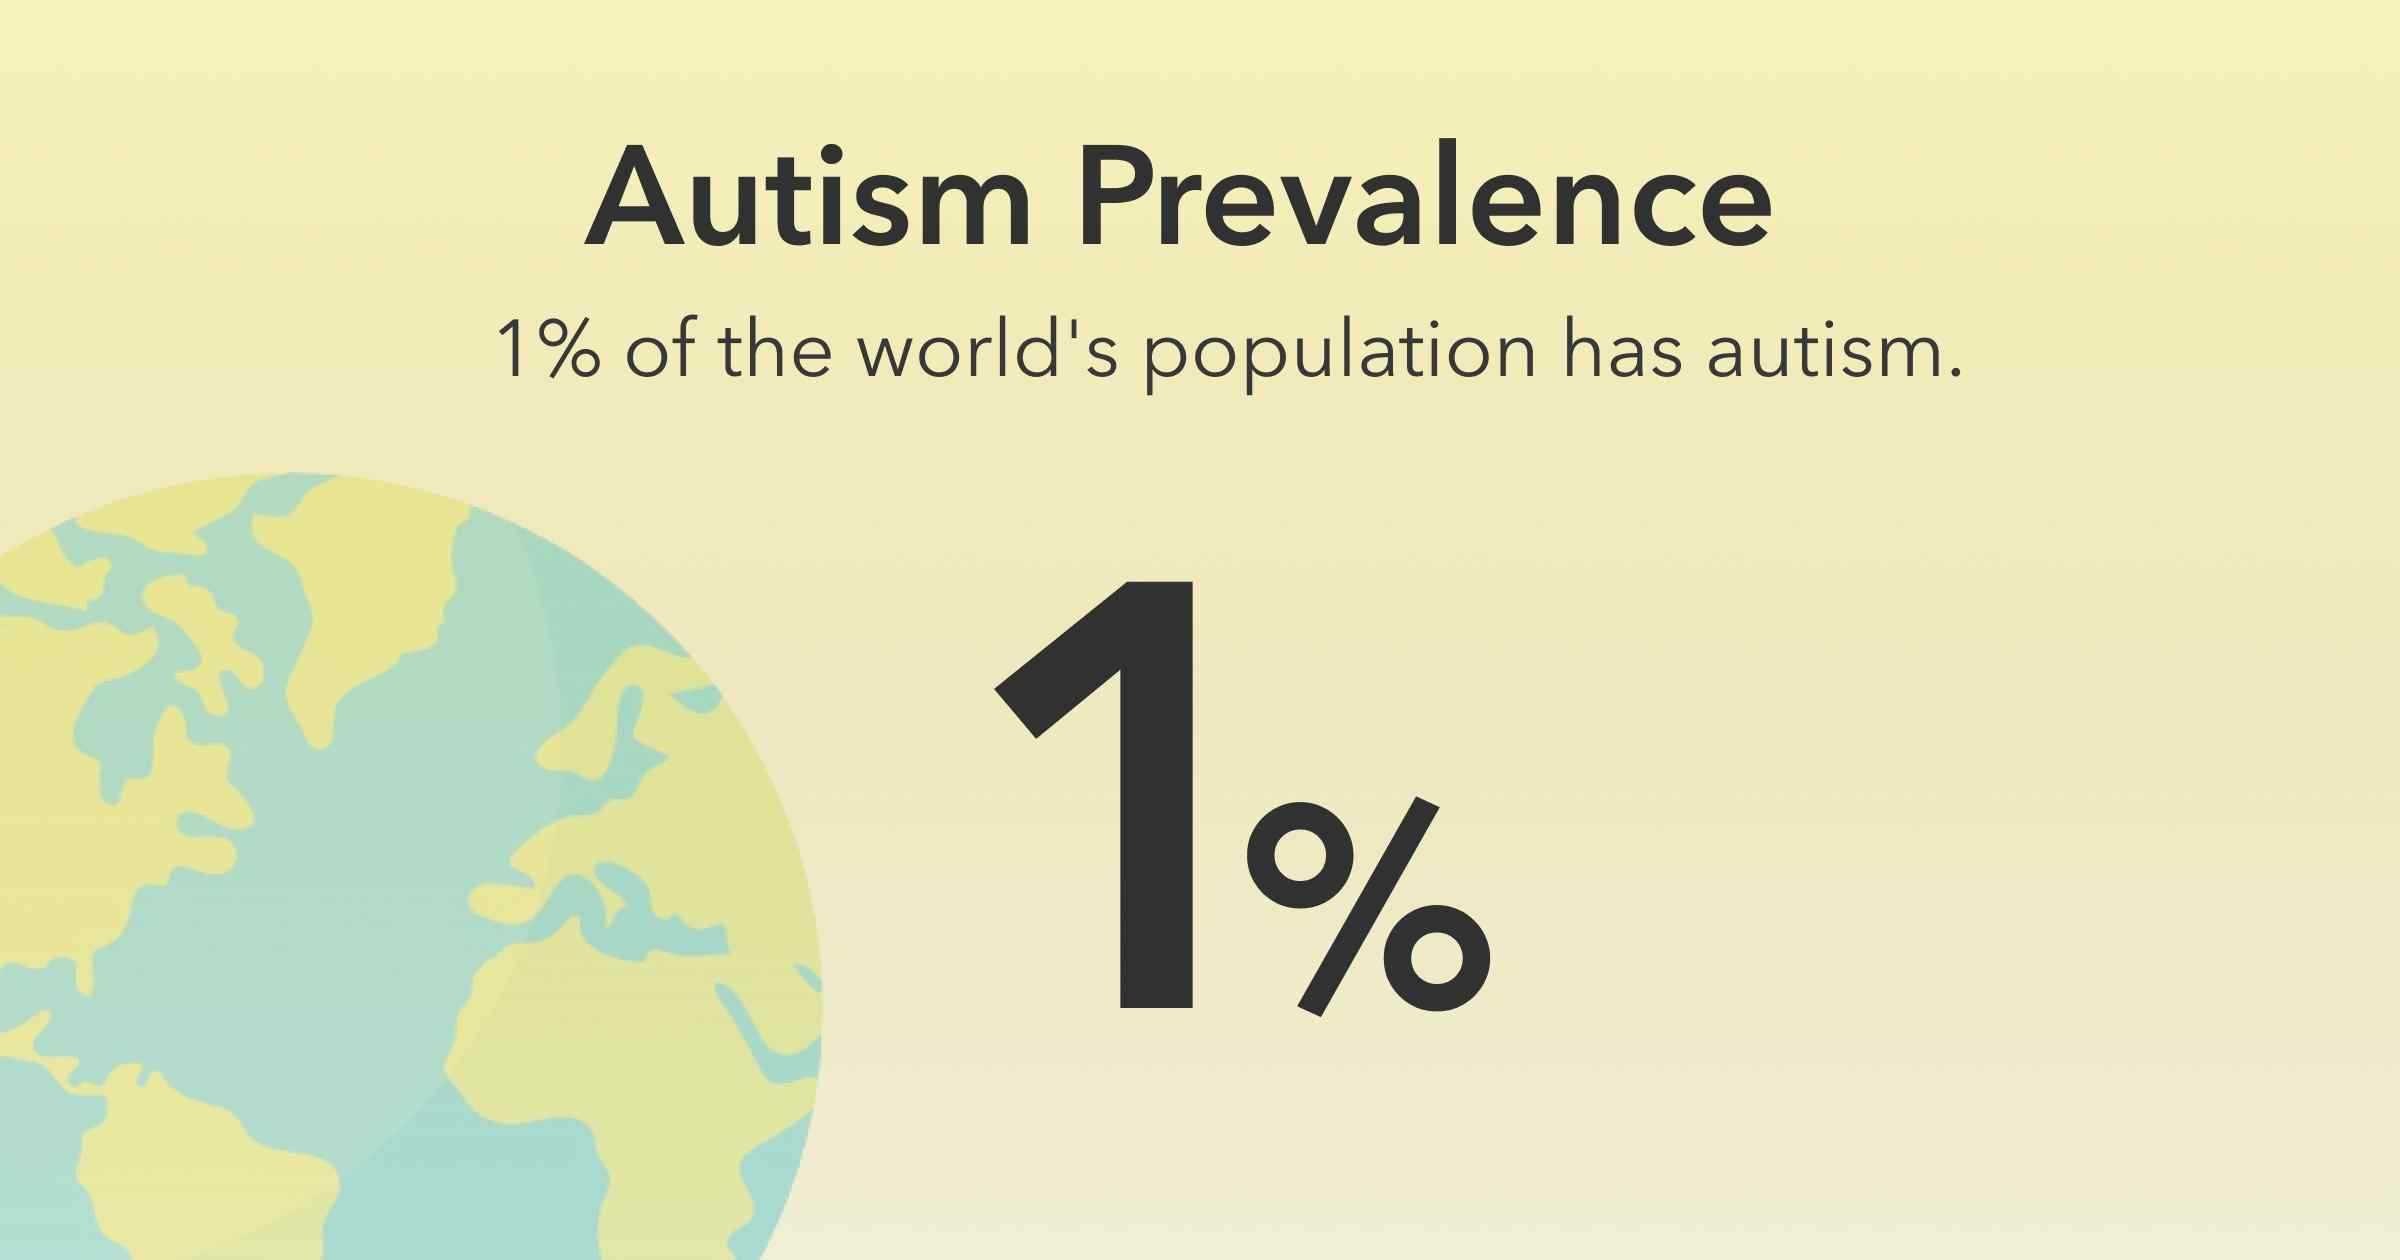 Autism Prevalence
1% of the world's population has autism.
1%